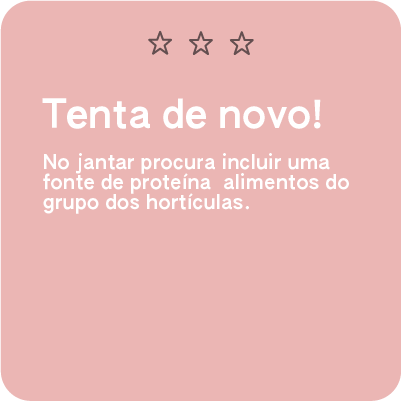 Tenta de novo!
No jantar procura incluir uma
fonte de proteína  alimentos do
grupo dos hortículas.